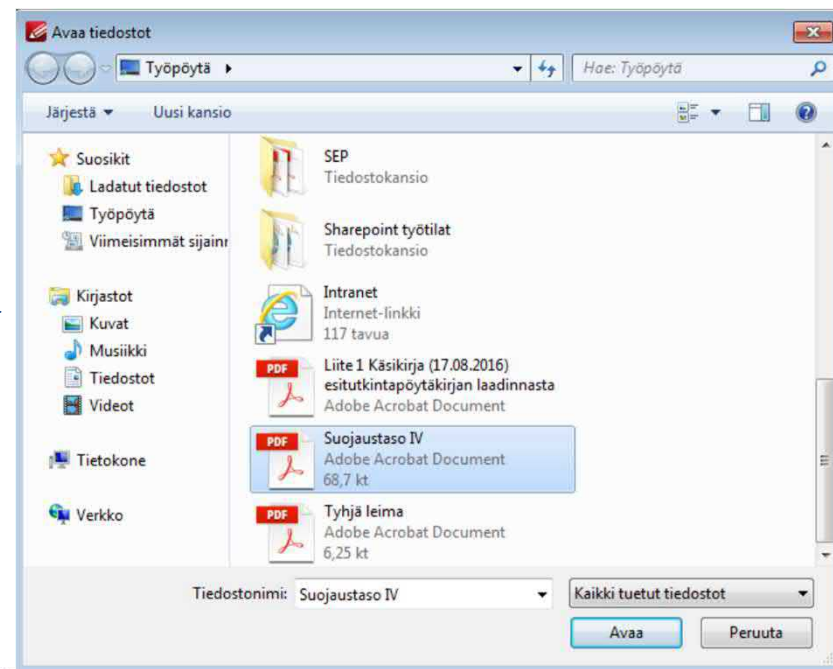 Avaa tiedostot
Työpöytä
Hae: Työpöytä
Järjestä
Uusi kansio
Suosikit
Ladatut tiedostot
Työpöytä
Viimeisimmät sijainn
Kirjastot
Kuvat
Musiikki
Tiedostot
Videot
Tietokone
Verkko
SEP
Tiedostokansio
Sharepoint työtilat
Tiedostokansio
Intranet
Internet-linkki
117 tavua
PDF
Liite 1 Käsikirja (17.08.2016)
esitutkintapöytäkirjan laadinnasta
Adobe Acrobat Document
PDF
Suojaustaso IV
Adobe Acrobat Document
68,7 kt
PDF
Tyhjä leima
Adobe Acrobat Document
6,25 kt
Tiedostonimi: Suojaustaso IV
Kaikki tuetut tiedostot
Avaa
Peruuta